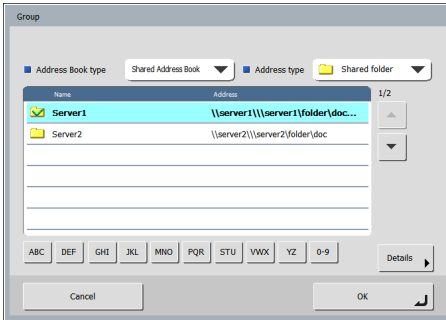 Group
Address Book type Shared Address Book Address type Shared folder
Name Address 1/2
Server1 \\server1\\\server1\folder\doc...
Server2 \\server2\\\server2\folder\doc
ABC DEF GHI JKL MNO PQR STU VWX YZ 0-9
Details
Cancel OK